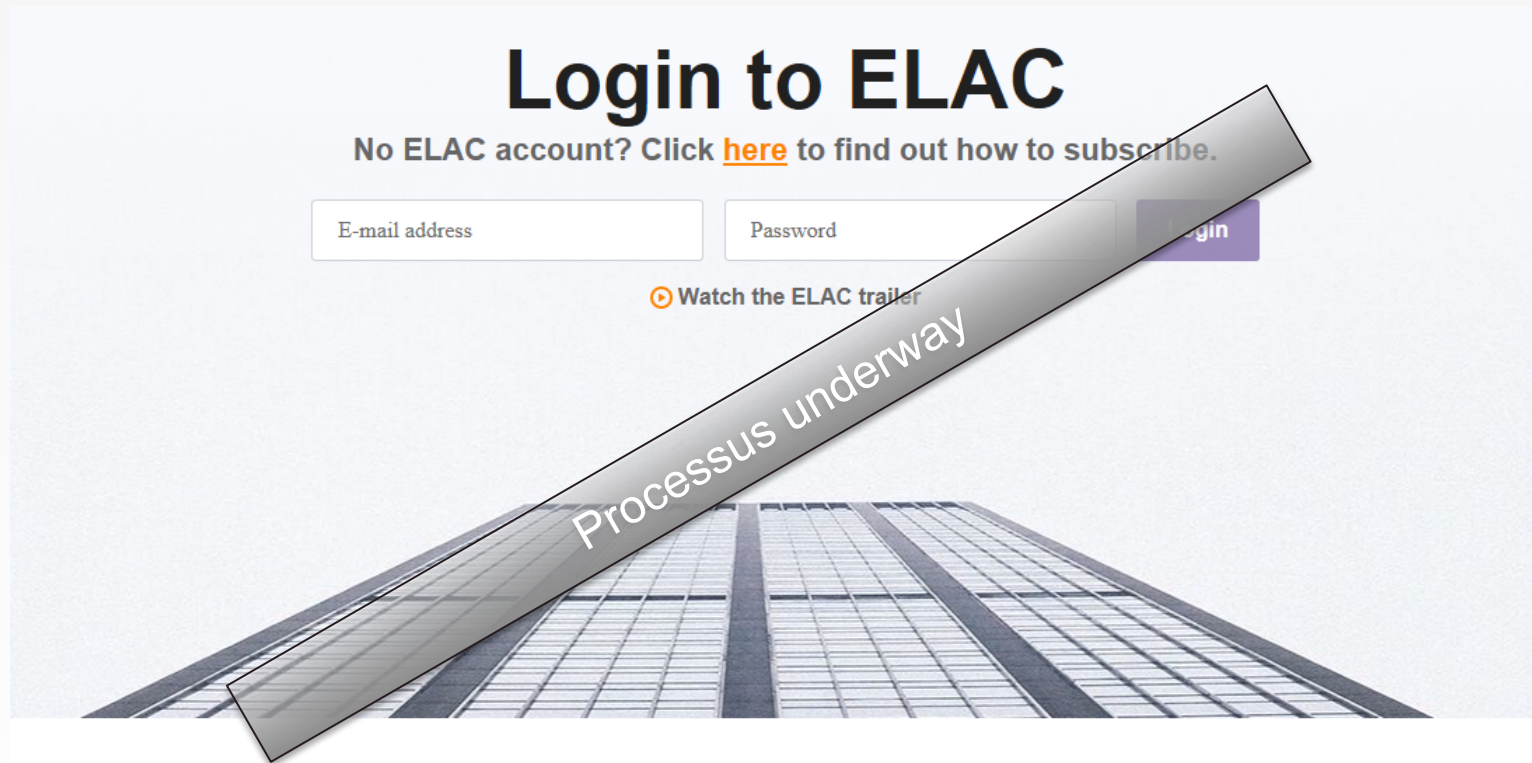 Login to ELAC
No ELAC account? Click here to find out how to subscribe.
E-mail address
Password
Login
Watch the ELAC trailer
Processus underway